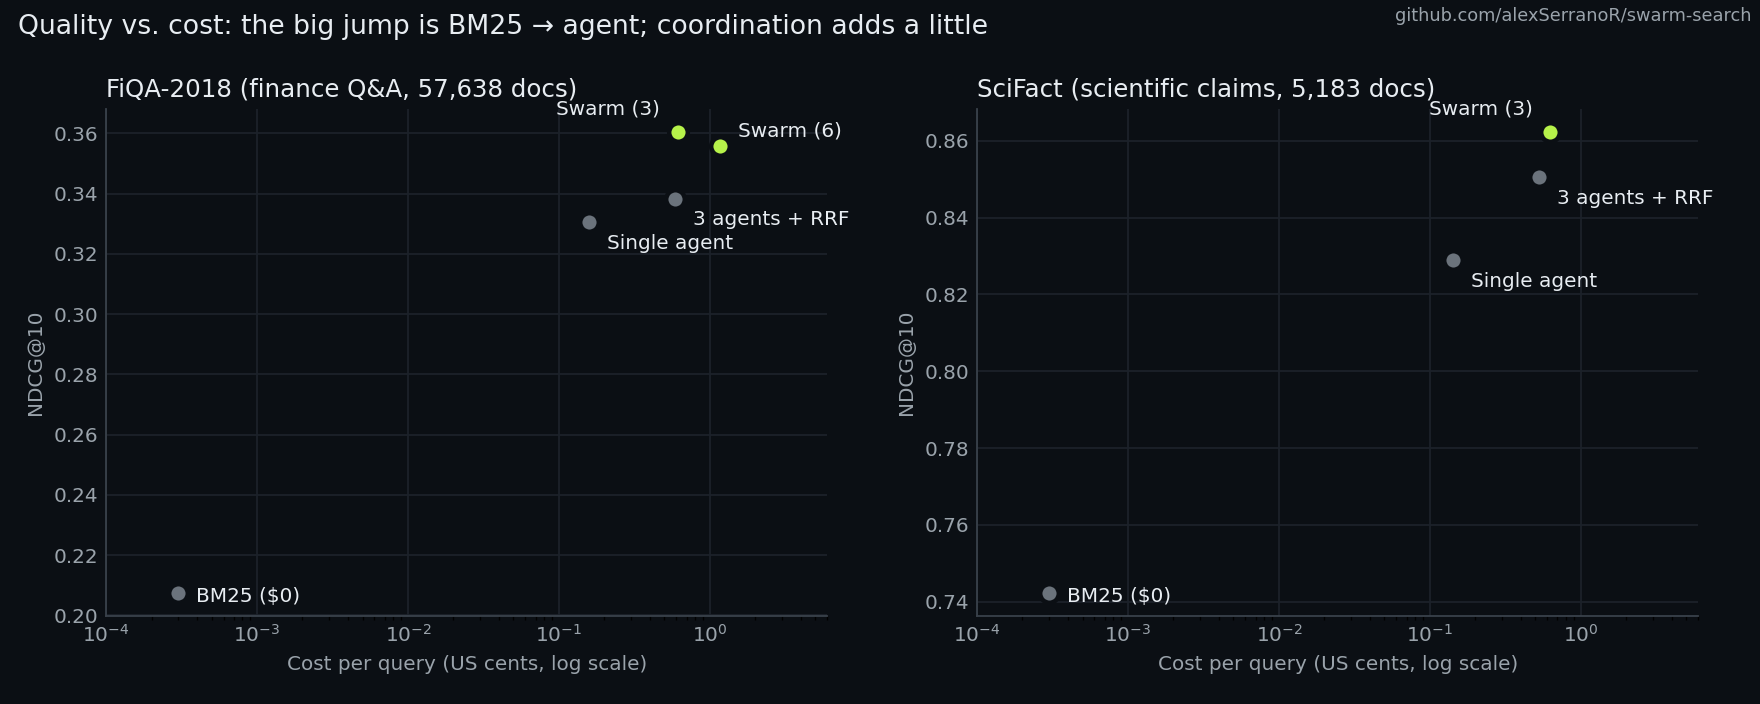 Quality vs. cost: the big jump is BM25 → agent; coordination adds a little
github.com/alexSerranoR/swarm-search
FiQA-2018 (finance Q&A, 57,638 docs)
Swarm (3)
Swarm (6)
3 agents + RRF
Single agent
BM25 ($0)
0.36
0.34
0.32
0.30
0.28
0.26
0.24
0.22
0.20
NDCG@10
10⁻⁴ 10⁻³ 10⁻² 10⁻¹ 10⁰
Cost per query (US cents, log scale)
SciFact (scientific claims, 5,183 docs)
Swarm (3)
3 agents + RRF
Single agent
BM25 ($0)
0.86
0.84
0.82
0.80
0.78
0.76
0.74
NDCG@10
10⁻⁴ 10⁻³ 10⁻² 10⁻¹ 10⁰
Cost per query (US cents, log scale)